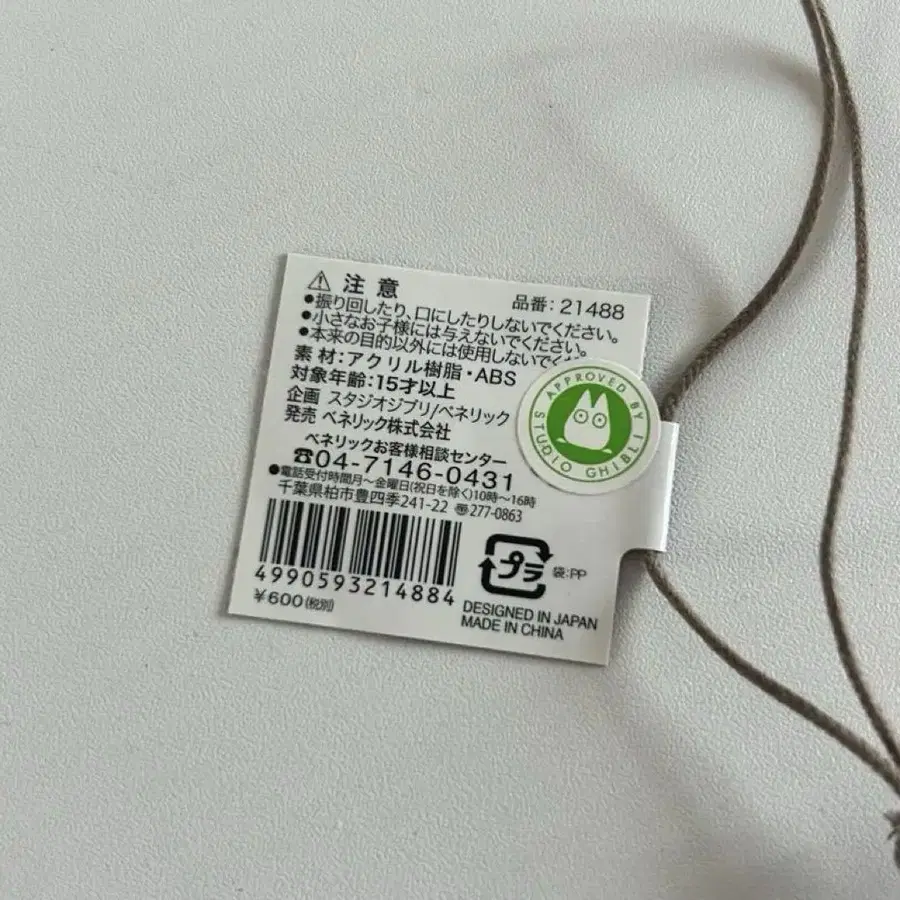 注意
品番:21488
●振り回したり、口にしたりしないでください。
●小さなお子様には与えないでください。
●本来の目的以外には使用しないで
素材:アクリル樹脂・ABS
対象年齢:15才以上
企画 スタジオジブリ/ベネリック
発売 ベネリック株式会社
ベネリックお客様相談センター
☎04-7146-0431
●電話受付時間月〜金曜日(祝日を除く)10時〜16時
千葉県柏市豊四季241-22 〠277-0863
4990593214884
¥600(税別)
プラ 袋:PP
DESIGNED IN JAPAN
MADE IN CHINA
APPROVED BY
STUDIO GHIBLI